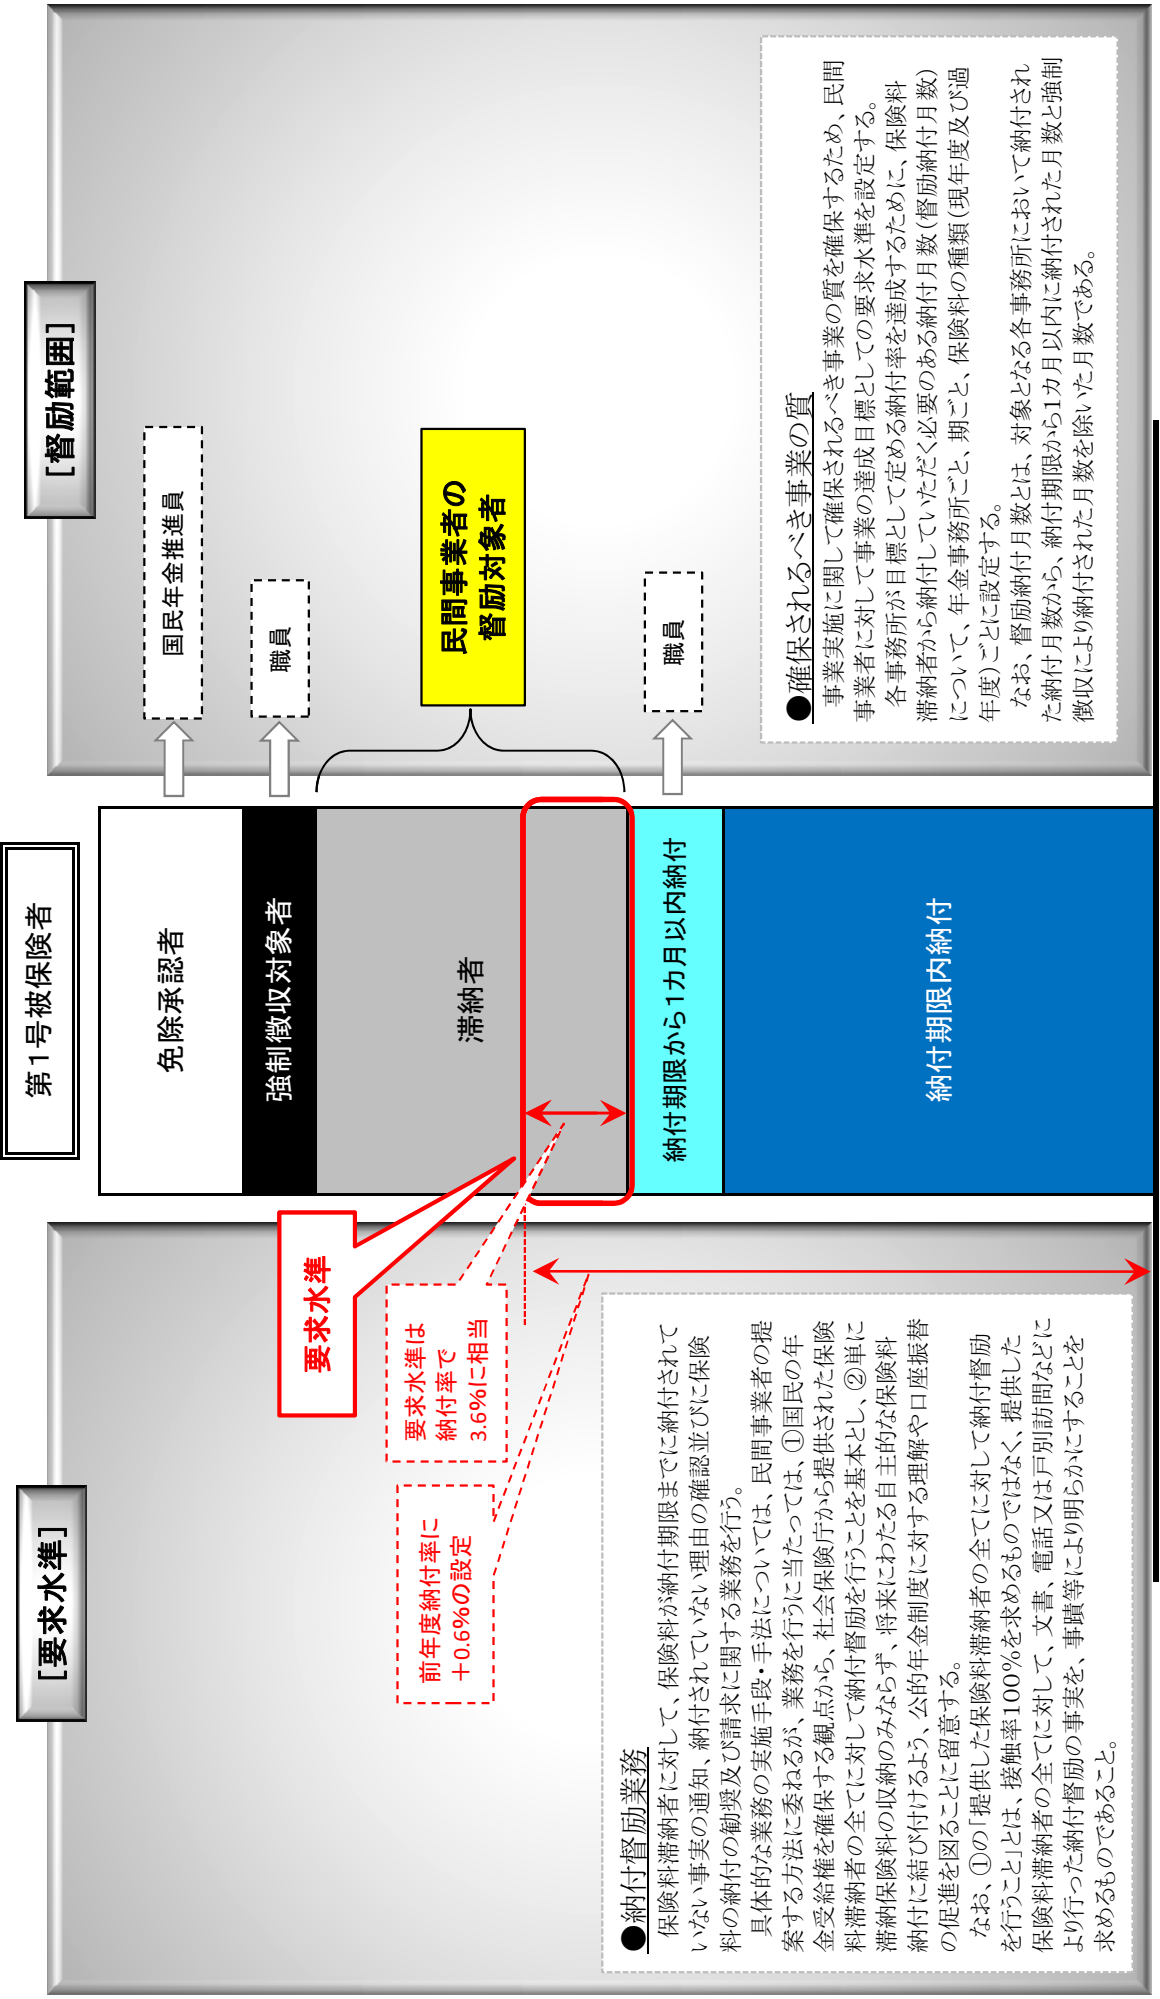 [要求水準]
第1号被保険者
[督励範囲]
要求水準
要求水準は
納付率で
3.6%に相当
前年度納付率に
＋0.6%の設定
免除承認者
強制徴収対象者
滞納者
納付期限から1カ月以内納付
納付期限内納付
国民年金推進員
職員
民間事業者の
督励対象者
職員
●納付督励業務
保険料滞納者に対して、保険料が納付期限までに納付されて
いない事実の通知、納付されていない理由の確認並びに保険
料の納付の勧奨及び請求に関する業務を行う。
具体的な業務の実施手段・手法については、民間事業者の提
案する方法に委ねるが、業務を行うに当たっては、①国民の年
金受給権を確保する観点から、社会保険庁から提供された保険
料滞納者の全てに対して納付督励を行うことを基本とし、②単に
滞納保険料の収納のみならず、将来にわたる自主的な保険料
納付に結び付けるよう、公的年金制度に対する理解や口座振替
の促進を図ることに留意する。
なお、①の「提供した保険料滞納者の全てに対して納付督励
を行うこと」とは、接触率100%を求めるものではなく、提供した
保険料滞納者の全てに対して、文書、電話又は戸別訪問などに
より行った納付督励の事実を、事蹟等により明らかにすることを
求めるものであること。
●確保されるべき事業の質
事業実施に関して確保されるべき事業の質を確保するため、民間
事業者に対して事業の達成目標としての要求水準を設定する。
各事務所が目標として定める納付率を達成するために、保険料
滞納者から納付していただく必要のある納付月数(督励納付月数)
について、年金事務所ごと、期ごと、保険料の種類(現年度及び過
年度)ごとに設定する。
なお、督励納付月数とは、対象となる各事務所において納付され
た納付月数から、納付期限から1カ月以内に納付された月数と強制
徴収により納付された月数を除いた月数である。